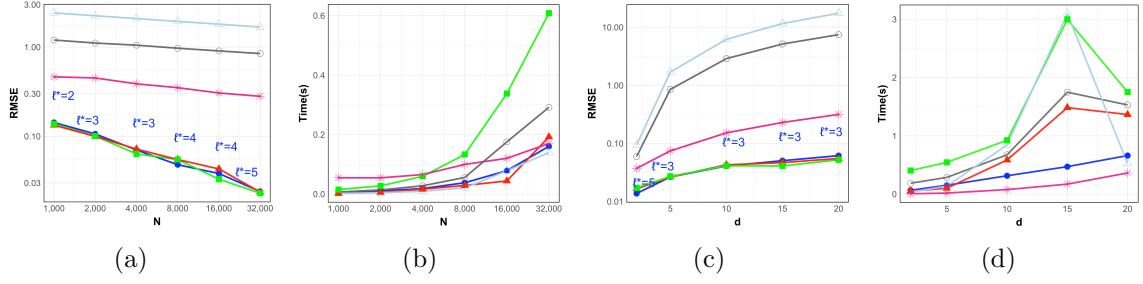 3.00
1.00
0.30
0.10
0.03
RMSE
ℓ*=2
ℓ*=3
ℓ*=3
ℓ*=4
ℓ*=4
ℓ*=5
1,000 2,000 4,000 8,000 16,000 32,000
N
(a)
0.6
0.4
0.2
0.0
Time(s)
1,000 2,000 4,000 8,000 16,000 32,000
N
(b)
10.00
1.00
0.10
0.01
RMSE
ℓ*=5
ℓ*=3
ℓ*=3
ℓ*=3
ℓ*=3
5 10 15 20
d
(c)
3
2
1
0
Time(s)
5 10 15 20
d
(d)